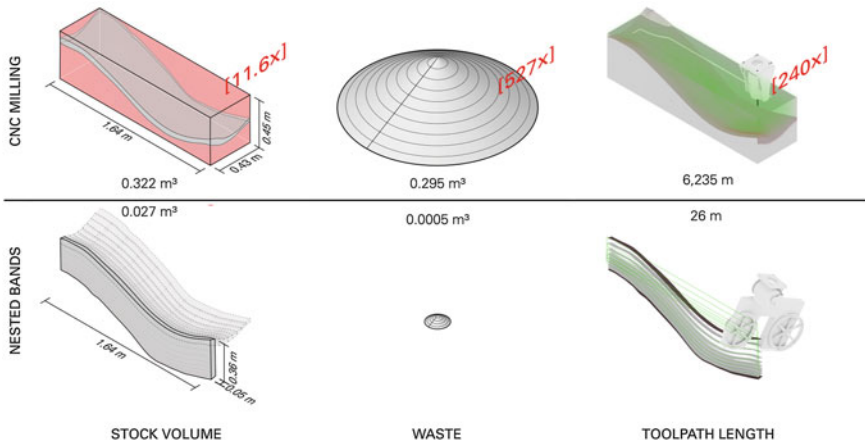 CNC MILLING
[11.6x]
1.64 m
0.43 m
0.45 m
0.322 m³
[527x]
0.295 m³
[240x]
6,235 m
NESTED BANDS
0.027 m³
1.64 m
0.36 m
0.05 m
0.0005 m³
26 m
STOCK VOLUME
WASTE
TOOLPATH LENGTH